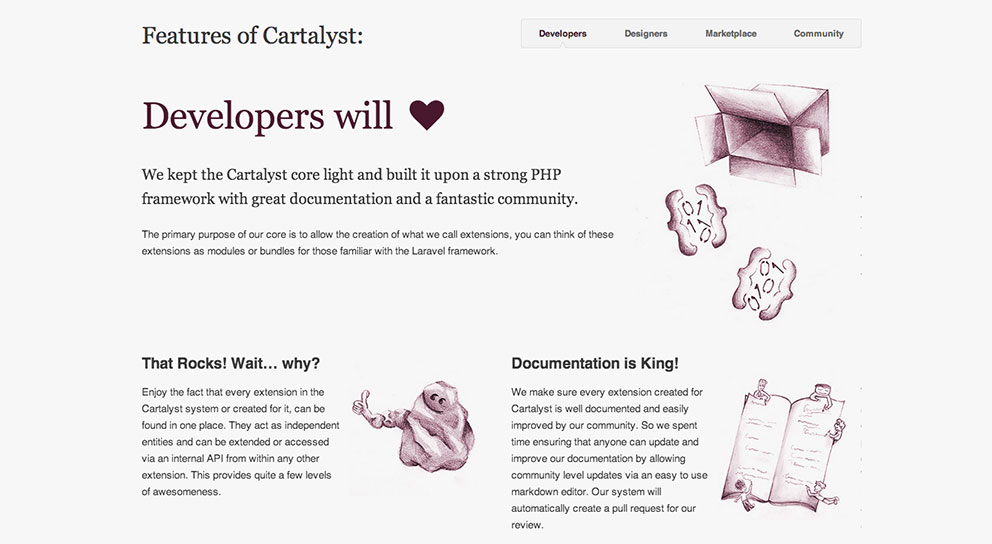 Features of Cartalyst:
Developers Designers Marketplace Community
Developers will
We kept the Cartalyst core light and built it upon a strong PHP
framework with great documentation and a fantastic community.
The primary purpose of our core is to allow the creation of what we call extensions, you can think of these
extensions as modules or bundles for those familiar with the Laravel framework.
That Rocks! Wait… why?
Enjoy the fact that every extension in the
Cartalyst system or created for it, can be
found in one place. They act as independent
entities and can be extended or accessed
via an internal API from within any other
extension. This provides quite a few levels
of awesomeness.
Documentation is King!
We make sure every extension created for
Cartalyst is well documented and easily
improved by our community. So we spent
time ensuring that anyone can update and
improve our documentation by allowing
community level updates via an easy to use
markdown editor. Our system will
automatically create a pull request for our
review.